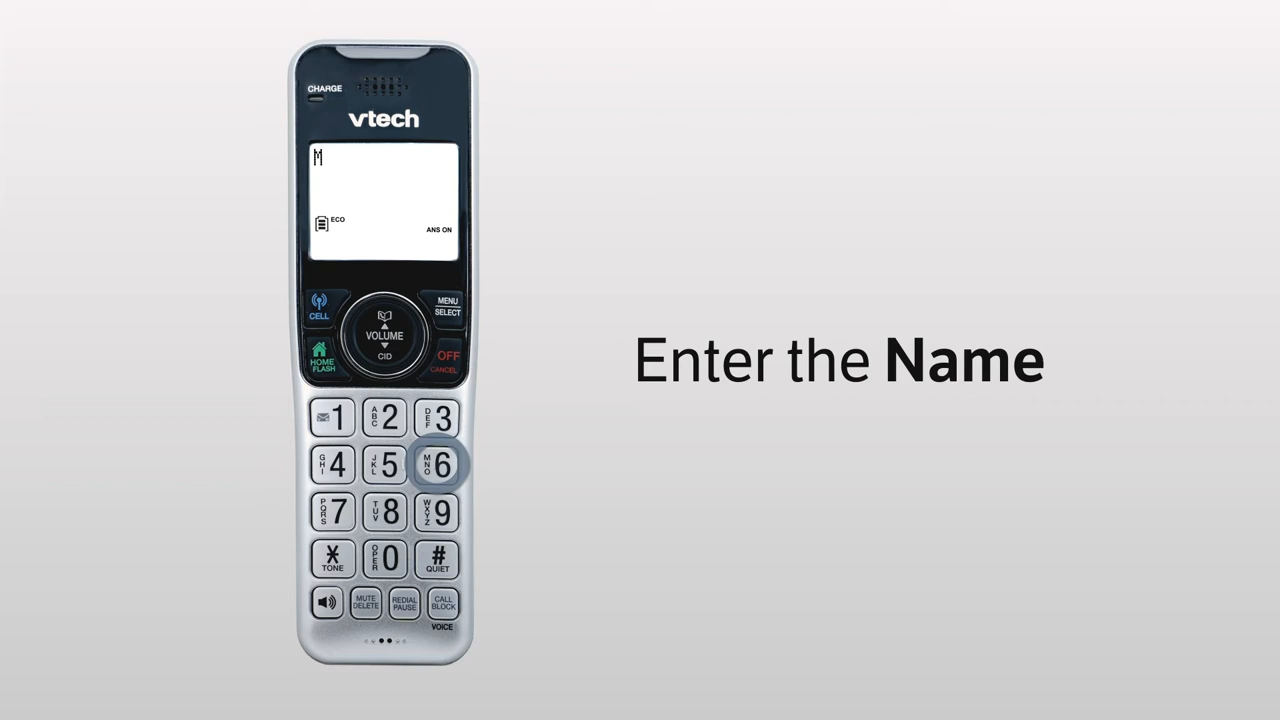 CHARGE
vtech
M
ECO
ANS ON
CELL
MENU
SELECT
VOLUME
CID
HOME
FLASH
OFF
CANCEL
Enter the Name
1
ABC 2
DEF 3
GHI 4
JKL 5
MNO 6
PQRS 7
TUV 8
WXYZ 9
* TONE
OPER 0
# QUIET
MUTE
DELETE
REDIAL
PAUSE
CALL
BLOCK
VOICE